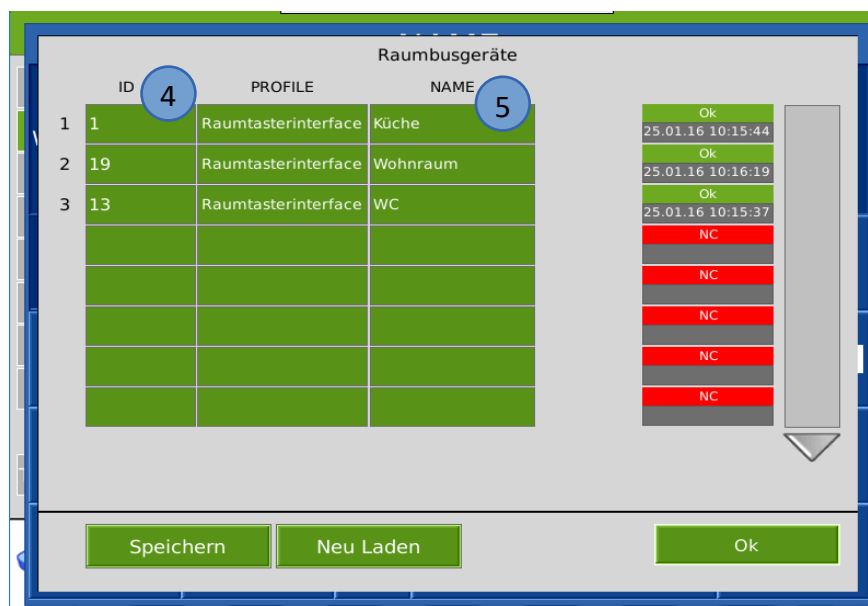 Raumbusgeräte
ID 4 PROFILE NAME 5
1 1 Raumtasterinterface Küche Ok
25.01.16 10:15:44
2 19 Raumtasterinterface Wohnraum Ok
25.01.16 10:16:19
3 13 Raumtasterinterface WC Ok
25.01.16 10:15:37
NC
NC
NC
NC
NC
Speichern Neu Laden Ok